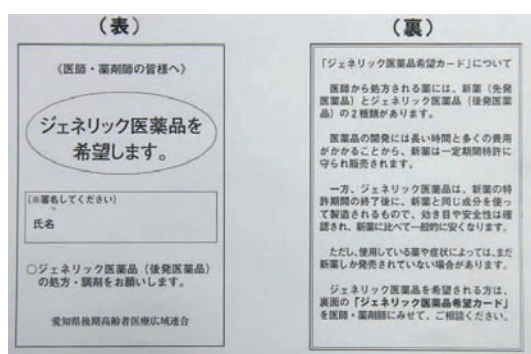 (表)
《医師・薬剤師の皆様へ》
ジェネリック医薬品を
希望します。
(※署名してください)
氏名
○ジェネリック医薬品(後発医薬品)
の処方・調剤をお願いします。
愛知県後期高齢者医療広域連合
(裏)
「ジェネリック医薬品希望カード」について
医師から処方される薬には、新薬(先発
医薬品)とジェネリック医薬品(後発医薬
品)の2種類があります。
医薬品の開発には長い時間と多くの費用
がかかることから、新薬は一定期間特許に
守られ販売されます。
一方、ジェネリック医薬品は、新薬の特
許期間の終了後に、新薬と同じ成分を使っ
て製造されるもので、効き目や安全性は確
認され、新薬に比べて一般的に安くなります。
ただし、使用している薬や症状によっては、まだ
新薬しか発売されていない場合があります。
ジェネリック医薬品を希望される方は、
裏面の「ジェネリック医薬品希望カード」
を医師・薬剤師にみせて、ご相談ください。